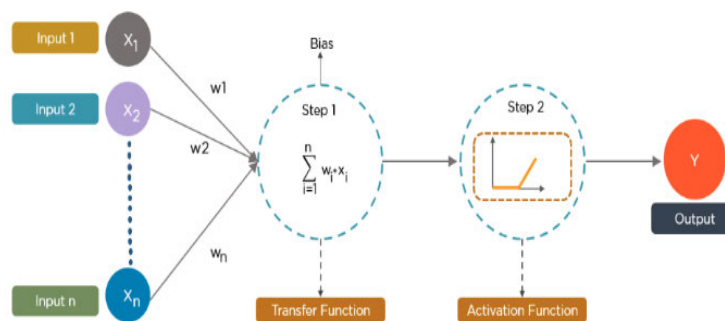 Input 1
X1
Bias
w1
Step 1
Step 2
Input 2
X2
w2
n
∑ wi*xi
i=1
Y
Output
wn
Input n
Xn
Transfer Function
Activation Function